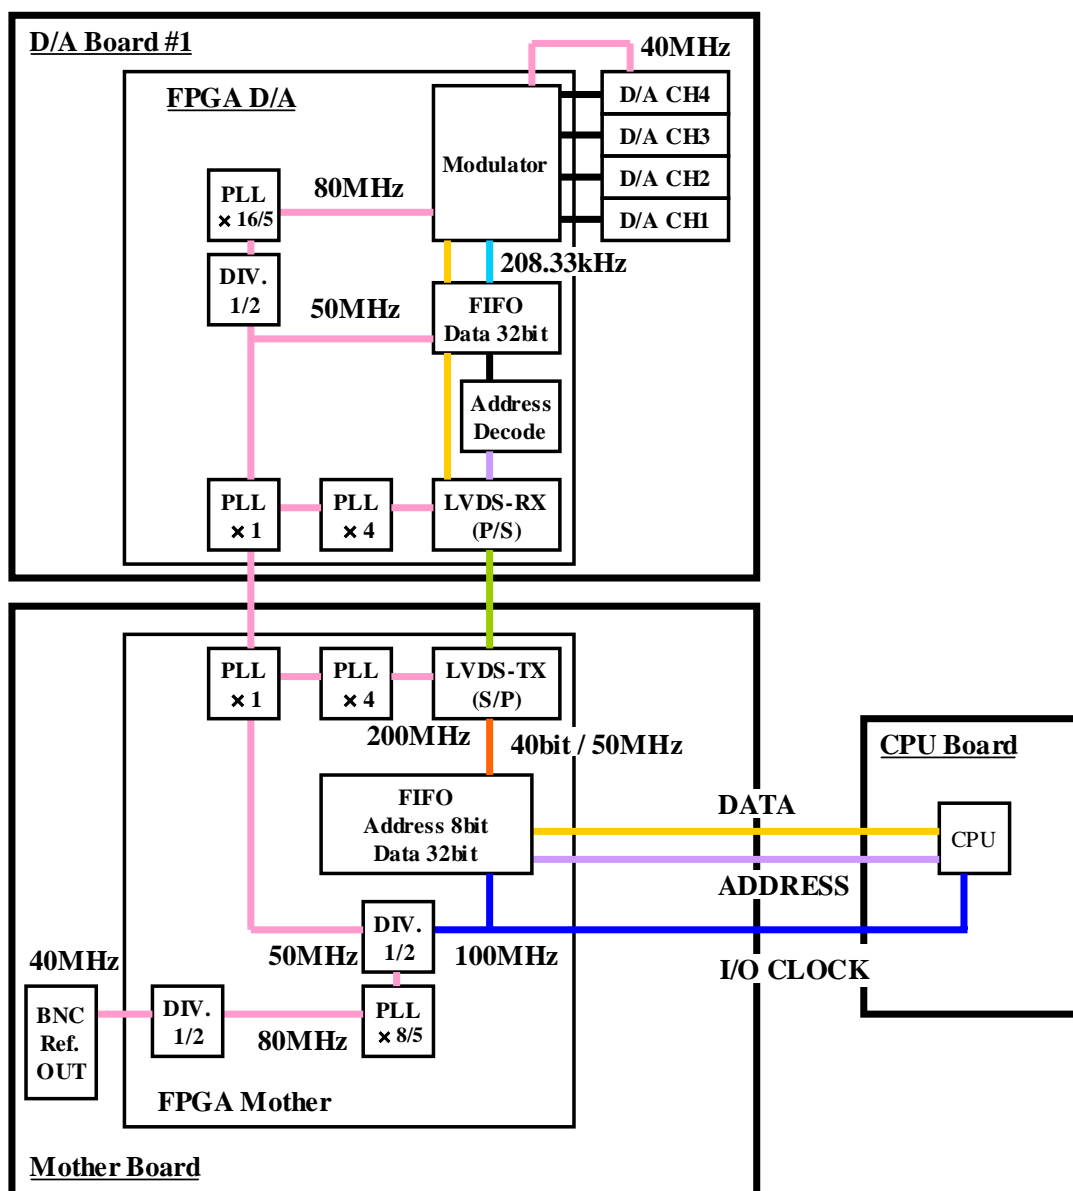 D/A Board #1
40MHz
FPGA D/A
D/A CH4
D/A CH3
D/A CH2
D/A CH1
Modulator
PLL
× 16/5
80MHz
208.33kHz
DIV.
1/2
50MHz
FIFO
Data 32bit
Address
Decode
PLL
× 1
PLL
× 4
LVDS-RX
(P/S)
PLL
× 1
PLL
× 4
LVDS-TX
(S/P)
200MHz
40bit / 50MHz
CPU Board
FIFO
Address 8bit
Data 32bit
DATA
CPU
ADDRESS
DIV.
1/2
50MHz
100MHz
I/O CLOCK
40MHz
BNC
Ref.
OUT
DIV.
1/2
80MHz
PLL
× 8/5
FPGA Mother
Mother Board